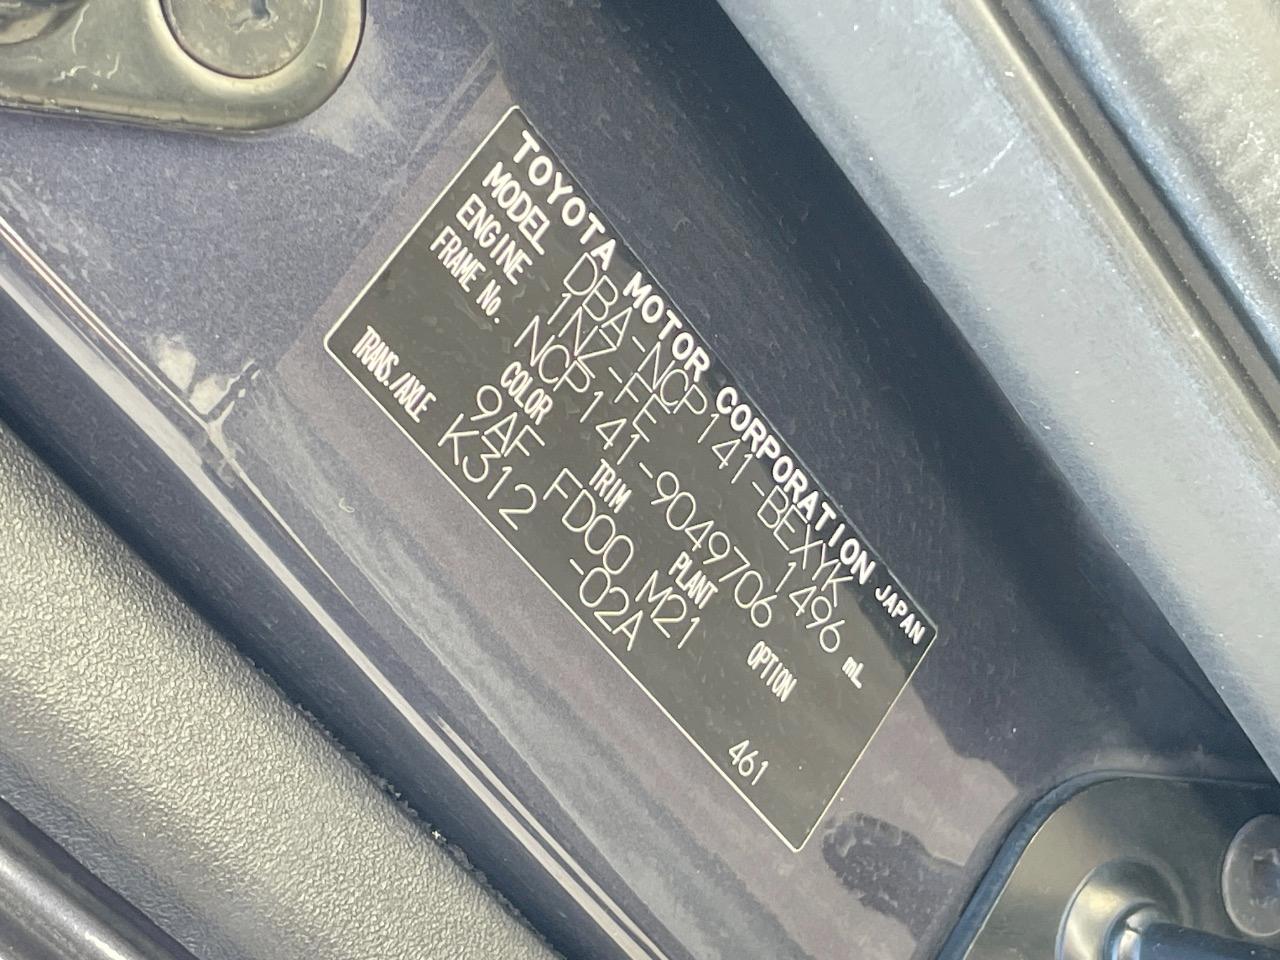 TOYOTA MOTOR CORPORATION JAPAN
MODEL DBA-NCP141-BEXYK
ENGINE 1NZ-FE 1496 mL
FRAME No. NCP141-9049706
COLOR TRIM PLANT OPTION
9AF FD00 M21
TRANS./AXLE K312 -02A
461